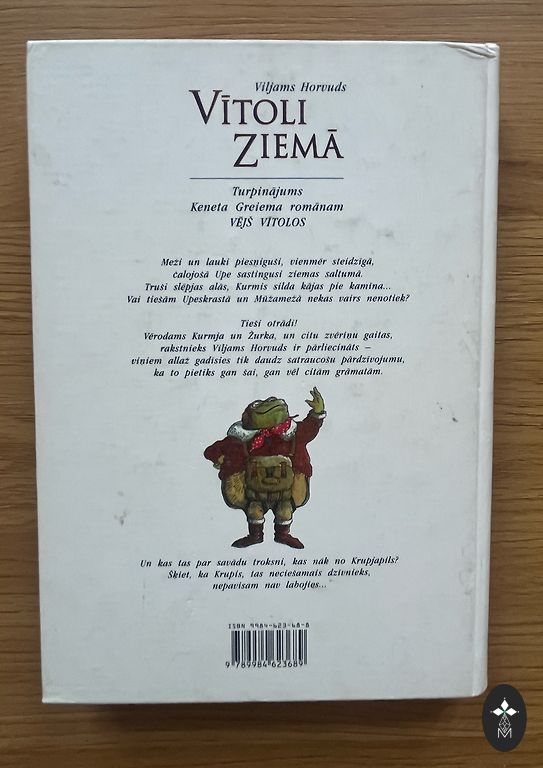 Viljams Horvuds
VĪTOLI
ZIEMĀ
Turpinājums
Keneta Greiema romānam
VĒJŠ VĪTOLOS
Meži un lauki piesniguši, vienmēr steidzīgā,
čalojošā Upe sastingusi ziemas saltumā.
Truši slēpjas alās, Kurmis silda kājas pie kamīna...
Vai tiešām Upeskrastā un Mūžamežā nekas vairs nenotiek?
Tieši otrādi!
Vērodams Kurmja un Žurka, un citu zvēriņu gaitas,
rakstnieks Viljams Horvuds ir pārliecināts –
viņiem allaž gadīsies tik daudz satraucošu pārdzīvojumu,
ka to pietiks gan šai, gan vēl citām grāmatām.
Un kas tas par savādu troksni, kas nāk no Krupjapils?
Šķiet, ka Krupis, tas neciešamais dzīvnieks,
nepavisam nav labojies...
ISBN 9984-623-68-8
9 789984 623689
M